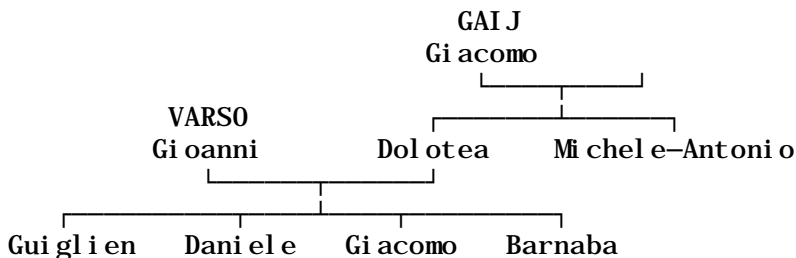 GAIJ
Giacomo
VARSO
Gioanni Dolotea Michele-Antonio
Guiglien Daniele Giacomo Barnaba